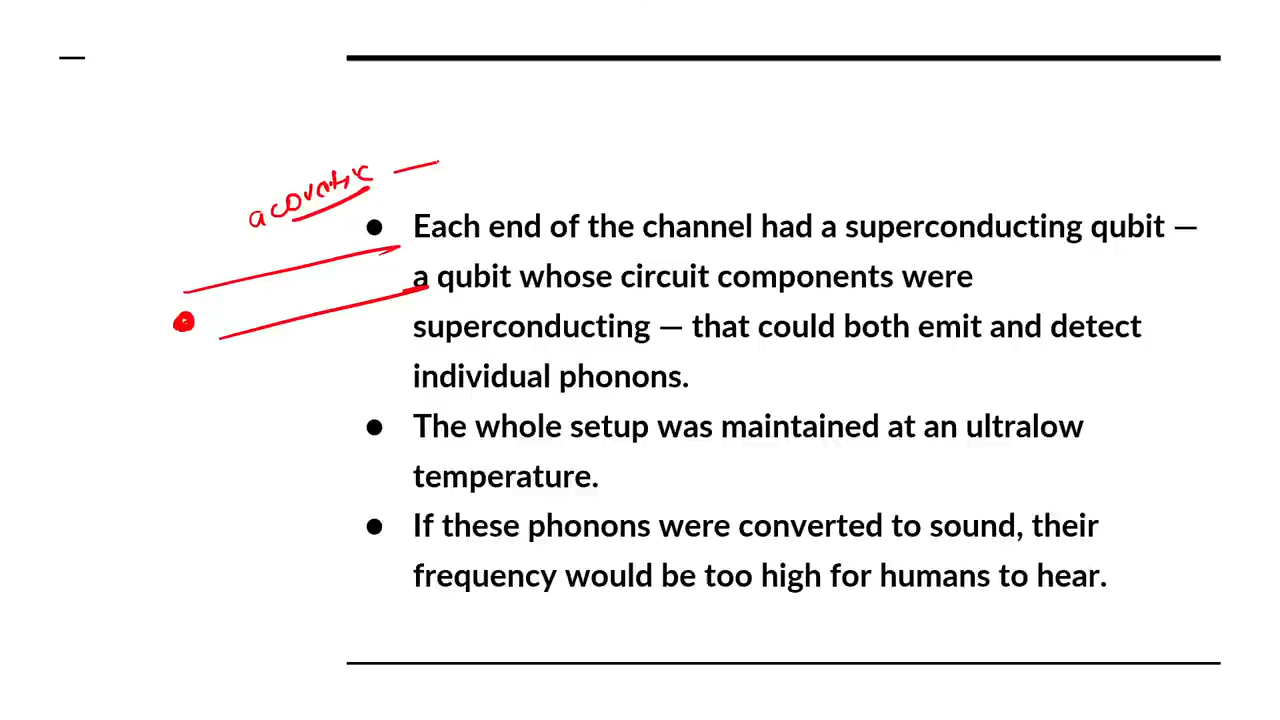 acoustic —
● Each end of the channel had a superconducting qubit —
a qubit whose circuit components were
superconducting — that could both emit and detect
individual phonons.
● The whole setup was maintained at an ultralow
temperature.
● If these phonons were converted to sound, their
frequency would be too high for humans to hear.